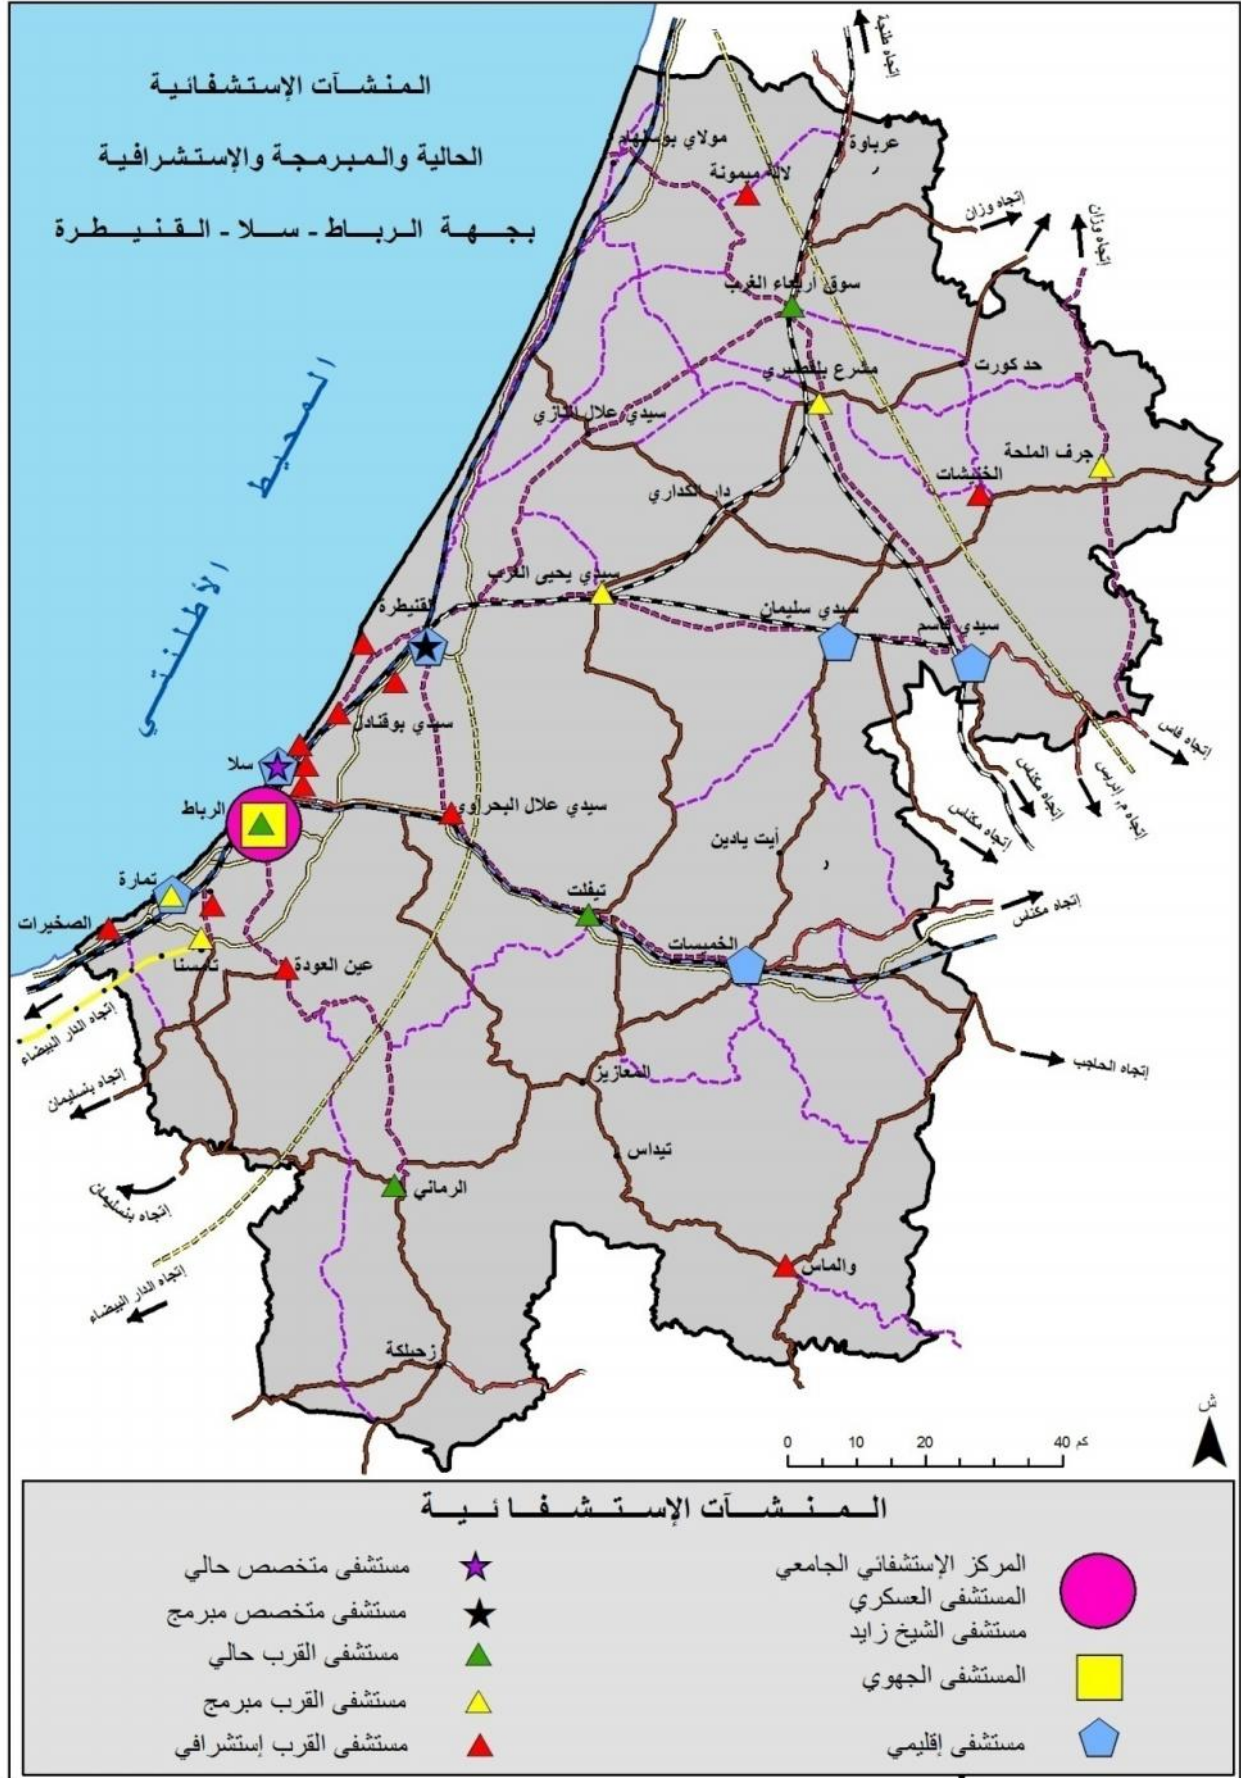 المنشآت الإستشفائية
الحالية والمبرمجة والإستشرافية
بجهة الرباط - سلا - القنيطرة
إتجاه طنجة
مولاي بوسلهام
عرباوة
لالة ميمونة
إتجاه وزان
إتجاه وزان
سوق أربعاء الغرب
حد كورت
مشرع بلقصيري
سيدي علال التازي
المحيط
جرف الملحة
الخنيشات
دار الكداري
سيدي يحيى الغرب
الأطلنتي
القنيطرة
سيدي سليمان
سيدي قاسم
سيدي بوقنادل
إتجاه فاس
سلا
إتجاه مكناس
إتجاه م. إدريس
إتجاه مكناس
الرباط
سيدي علال البحراوي
أيت يادين
تمارة
تيفلت
إتجاه مكناس
الصخيرات
الخميسات
تامسنا
عين العودة
إتجاه الدار البيضاء
إتجاه الحاجب
المعازيز
إتجاه بنسليمان
تيداس
إتجاه بنسليمان
الرماني
والماس
إتجاه الدار البيضاء
زحيلكة
ش
0 10 20 40 كم
المنشآت الإستشفائية
المركز الإستشفائي الجامعي
المستشفى العسكري
مستشفى الشيخ زايد
المستشفى الجهوي
مستشفى إقليمي
مستشفى متخصص حالي
مستشفى متخصص مبرمج
مستشفى القرب حالي
مستشفى القرب مبرمج
مستشفى القرب إستشرافي